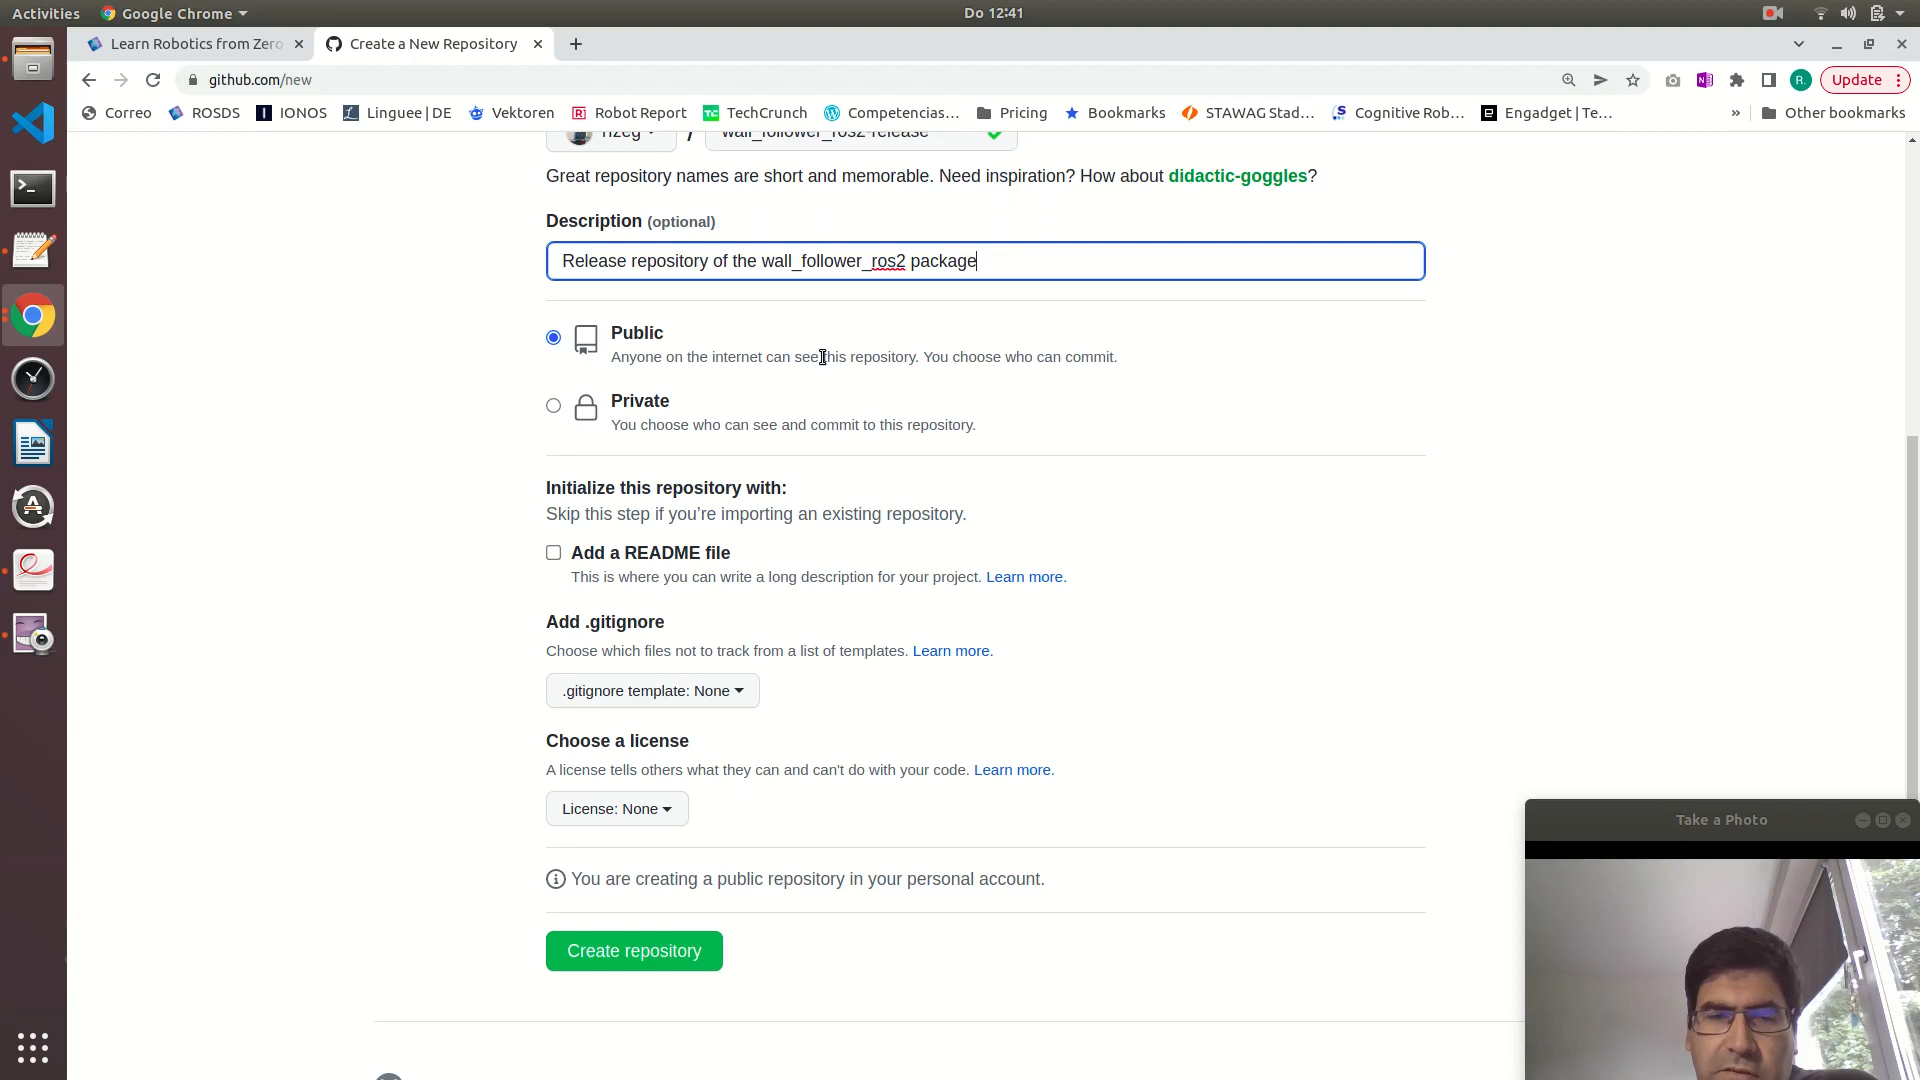 Activities Google Chrome Do 12:41
Learn Robotics from Zero Create a New Repository
github.com/new Update
Correo ROSDS IONOS Linguee | DE Vektoren Robot Report TechCrunch Competencias... Pricing Bookmarks STAWAG Stad... Cognitive Rob... Engadget | Te... » Other bookmarks
rizeg / wall_follower_ros2-release
Great repository names are short and memorable. Need inspiration? How about didactic-goggles?
Description (optional)
Release repository of the wall_follower_ros2 package
Public
Anyone on the internet can see this repository. You choose who can commit.
Private
You choose who can see and commit to this repository.
Initialize this repository with:
Skip this step if you’re importing an existing repository.
Add a README file
This is where you can write a long description for your project. Learn more.
Add .gitignore
Choose which files not to track from a list of templates. Learn more.
.gitignore template: None
Choose a license
A license tells others what they can and can't do with your code. Learn more.
License: None
You are creating a public repository in your personal account.
Create repository
Take a Photo